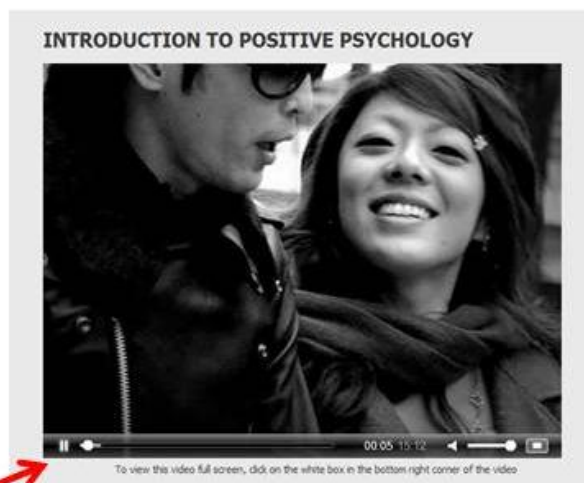 INTRODUCTION TO POSITIVE PSYCHOLOGY
00:05 15:12
To view this video full screen, click on the white box in the bottom right corner of the video